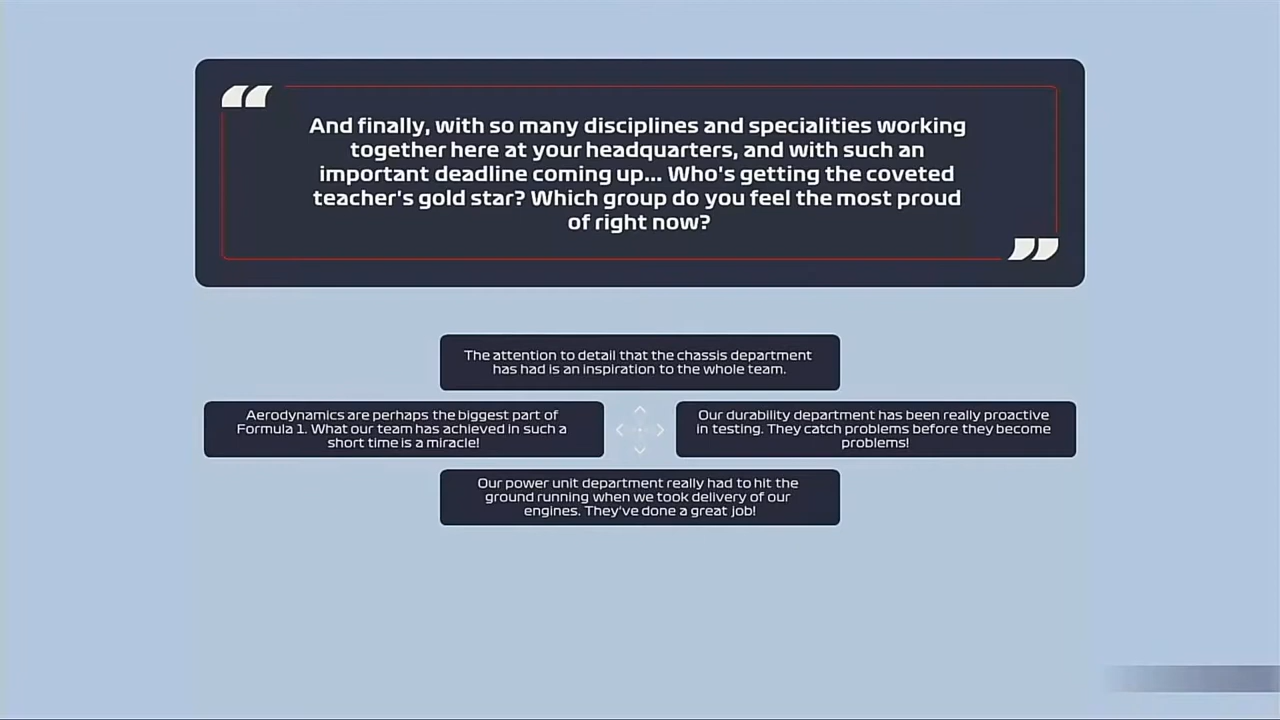 And finally, with so many disciplines and specialities working
together here at your headquarters, and with such an
important deadline coming up... Who's getting the coveted
teacher's gold star? Which group do you feel the most proud
of right now?
The attention to detail that the chassis department
has had is an inspiration to the whole team.
Aerodynamics are perhaps the biggest part of
Formula 1. What our team has achieved in such a
short time is a miracle!
Our durability department has been really proactive
in testing. They catch problems before they become
problems!
Our power unit department really had to hit the
ground running when we took delivery of our
engines. They've done a great job!